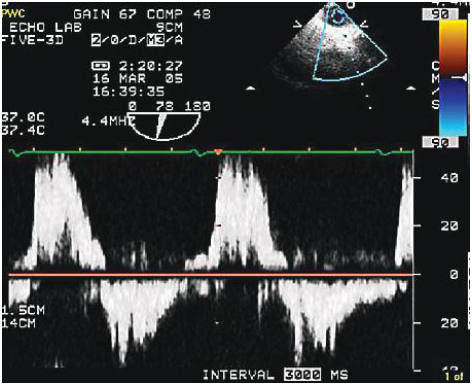 PWC GAIN 67 COMP 48
ECHO LAB 9CM
FIVE-3D 2/0/D/M3/A
2:20:27
16 MAR 05
16:39:35
0 78 180
37.0C
37.4C
4.4MHz
90
C
M
S
90
40
20
0
1.5CM
14CM
20
INTERVAL 3000 MS
1 of